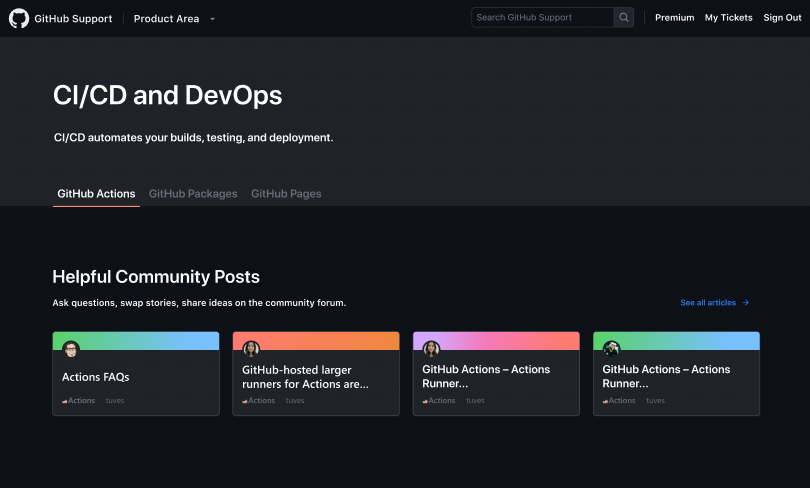 GitHub Support
Product Area
Search GitHub Support
Premium
My Tickets
Sign Out
CI/CD and DevOps
CI/CD automates your builds, testing, and deployment.
GitHub Actions
GitHub Packages
GitHub Pages
Helpful Community Posts
Ask questions, swap stories, share ideas on the community forum.
See all articles →
Actions FAQs
Actions
tuves
GitHub-hosted larger
runners for Actions are...
Actions
tuves
GitHub Actions – Actions
Runner...
Actions
tuves
GitHub Actions – Actions
Runner...
Actions
tuves